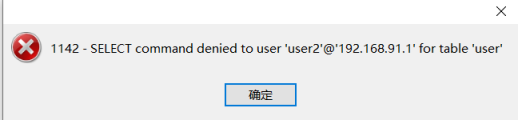 1142 - SELECT command denied to user 'user2'@'192.168.91.1' for table 'user'
确定